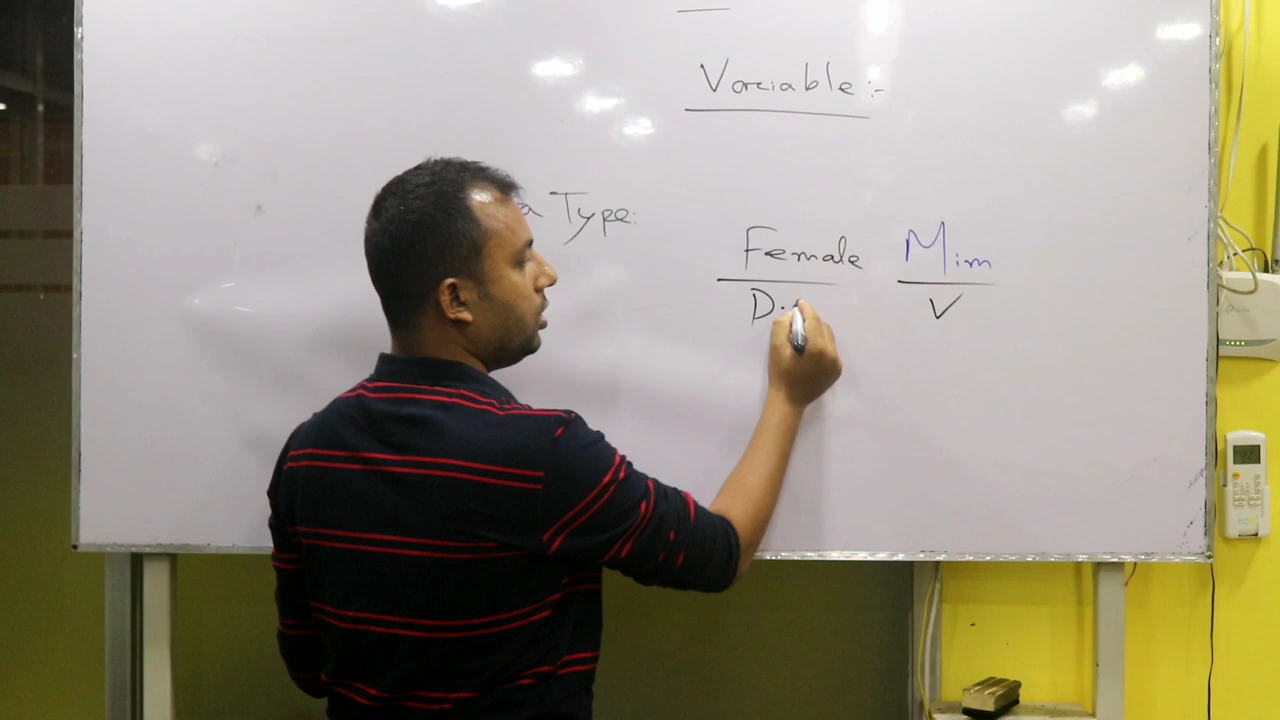 Variable:-
a Type:
Female Mim
D. V